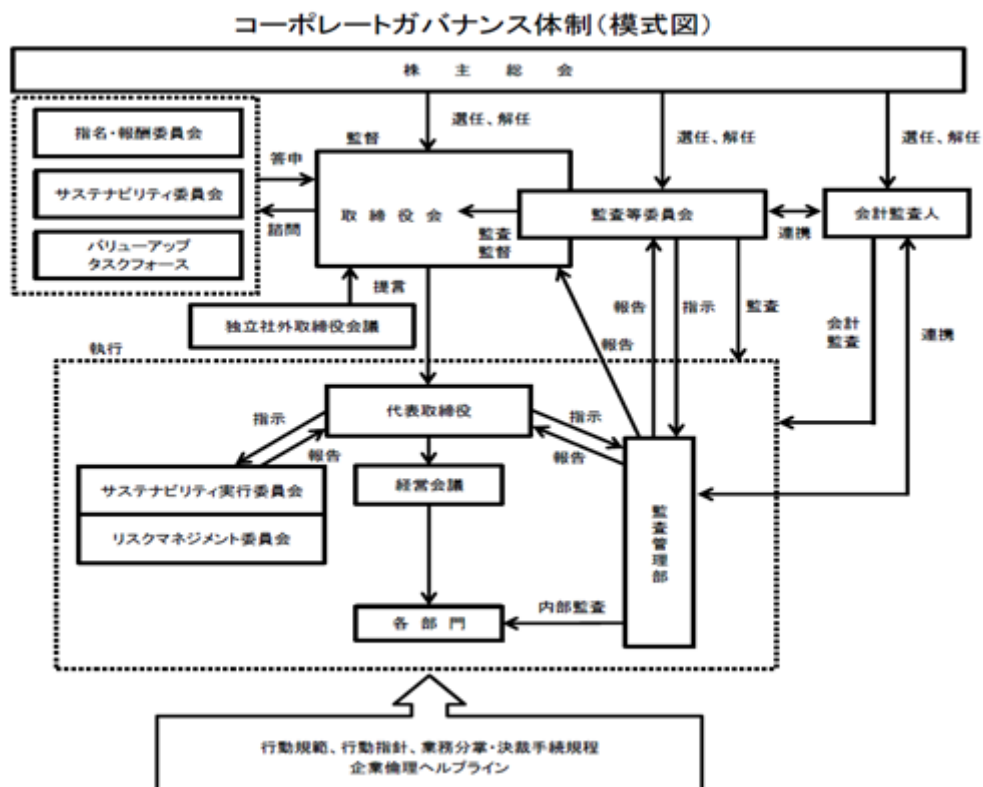 コーポレートガバナンス体制(模式図)
株主総会
選任、解任
選任、解任
選任、解任
監督
指名・報酬委員会
サステナビリティ委員会
バリューアップ
タスクフォース
答申
諮問
取締役会
監査
監督
監査等委員会
連携
会計監査人
提言
独立社外取締役会議
報告
報告
指示
監査
会計
監査
連携
執行
代表取締役
指示
報告
指示
報告
サステナビリティ実行委員会
リスクマネジメント委員会
経営会議
監査管理部
内部監査
各部門
行動規範、行動指針、業務分掌・決裁手続規程
企業倫理ヘルプライン